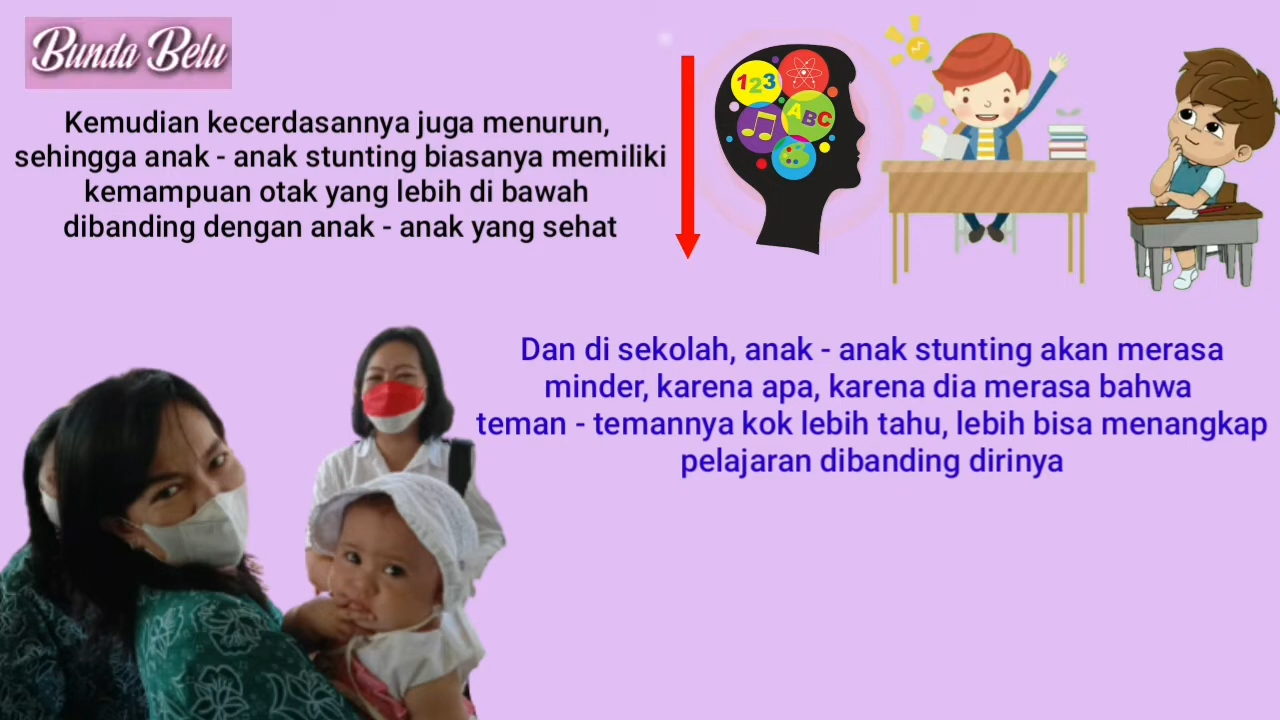 Bunda Belu
Kemudian kecerdasannya juga menurun,
sehingga anak - anak stunting biasanya memiliki
kemampuan otak yang lebih di bawah
dibanding dengan anak - anak yang sehat
123
ABC
Dan di sekolah, anak - anak stunting akan merasa
minder, karena apa, karena dia merasa bahwa
teman - temannya kok lebih tahu, lebih bisa menangkap
pelajaran dibanding dirinya